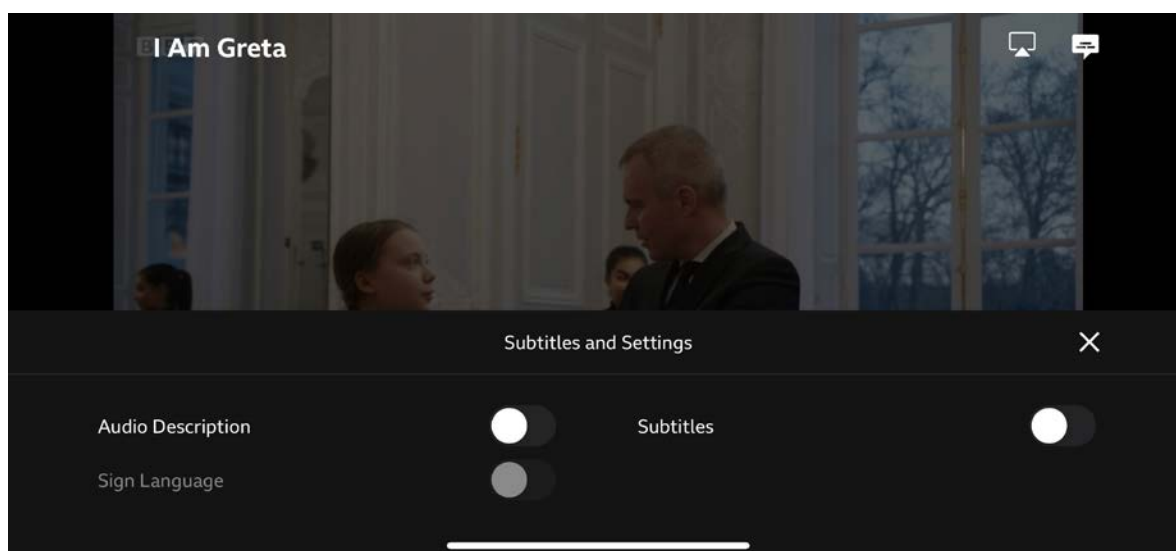 I Am Greta
Subtitles and Settings
Audio Description
Subtitles
Sign Language